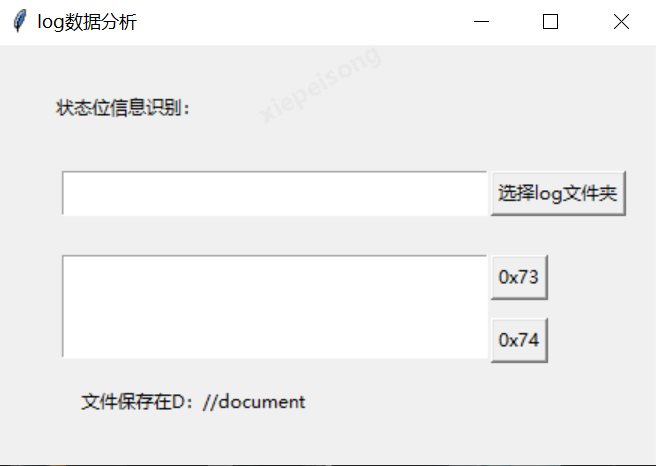 log数据分析
xiepeisong
状态位信息识别：
选择log文件夹
0x73
0x74
文件保存在D：//document